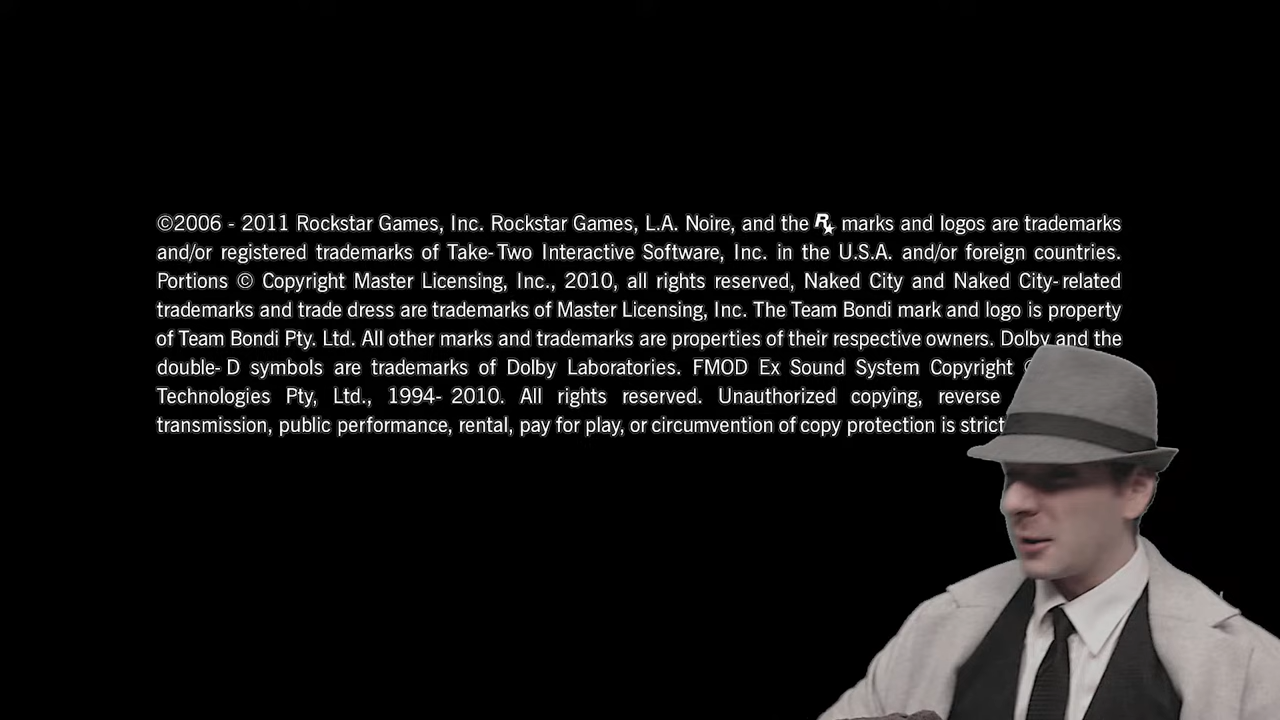 ©2006 - 2011 Rockstar Games, Inc. Rockstar Games, L.A. Noire, and the R★ marks and logos are trademarks
and/or registered trademarks of Take-Two Interactive Software, Inc. in the U.S.A. and/or foreign countries.
Portions © Copyright Master Licensing, Inc., 2010, all rights reserved, Naked City and Naked City-related
trademarks and trade dress are trademarks of Master Licensing, Inc. The Team Bondi mark and logo is property
of Team Bondi Pty. Ltd. All other marks and trademarks are properties of their respective owners. Dolby and the
double-D symbols are trademarks of Dolby Laboratories. FMOD Ex Sound System Copyright
Technologies Pty, Ltd., 1994- 2010. All rights reserved. Unauthorized copying, reverse
transmission, public performance, rental, pay for play, or circumvention of copy protection is